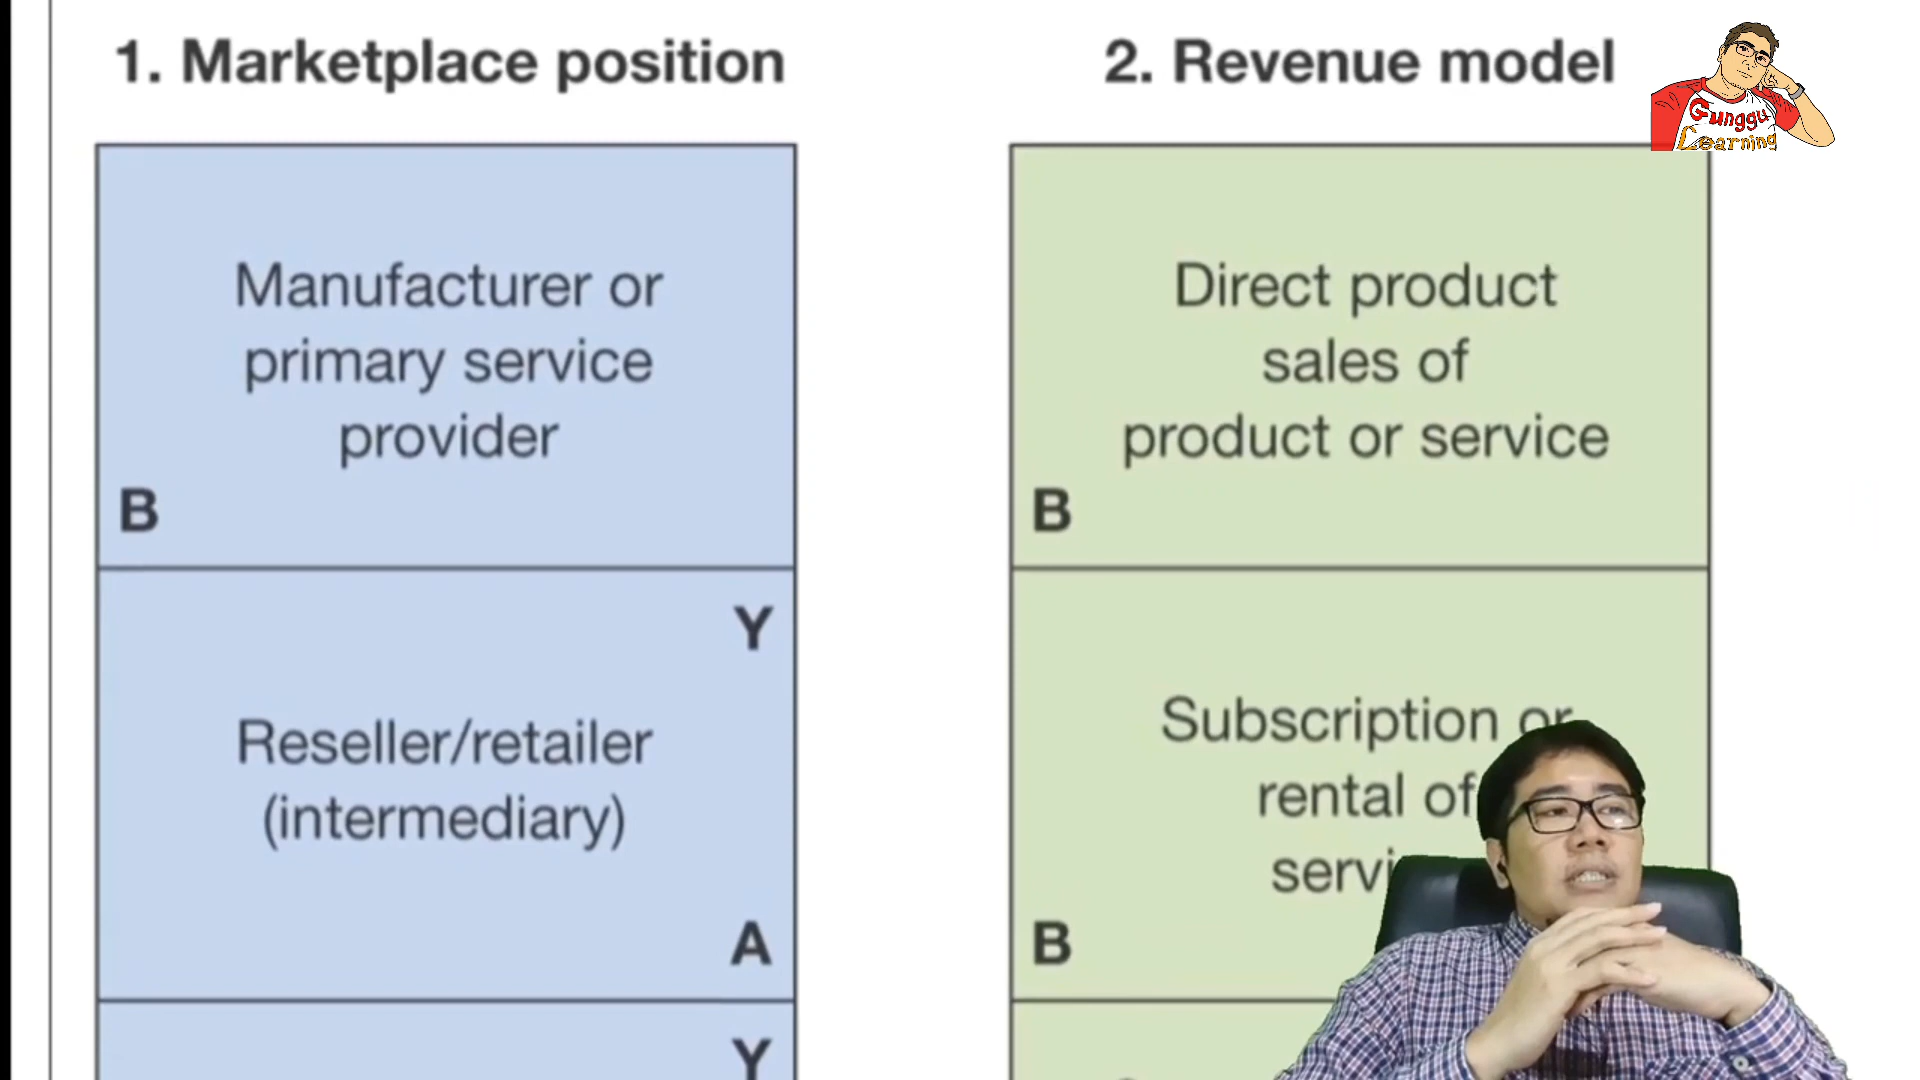 1. Marketplace position
Manufacturer or
primary service
provider
B
Y
Reseller/retailer
(intermediary)
A
Y
2. Revenue model
Direct product
sales of
product or service
B
Subscription or
rental of
B
Gunggu
Learning